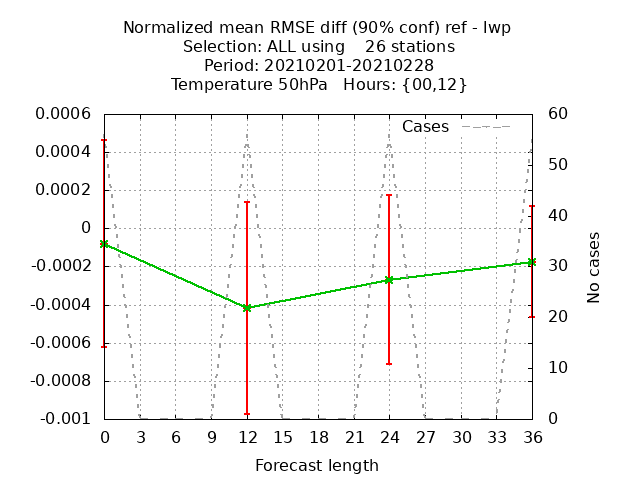 Normalized mean RMSE diff (90% conf) ref - lwp
Selection: ALL using    26 stations
Period: 20210201-20210228
Temperature 50hPa   Hours: {00,12}
Cases
0.0006
0.0004
0.0002
0
-0.0002
-0.0004
-0.0006
-0.0008
-0.001
60
50
40
30
20
10
0
No cases
0 3 6 9 12 15 18 21 24 27 30 33 36
Forecast length